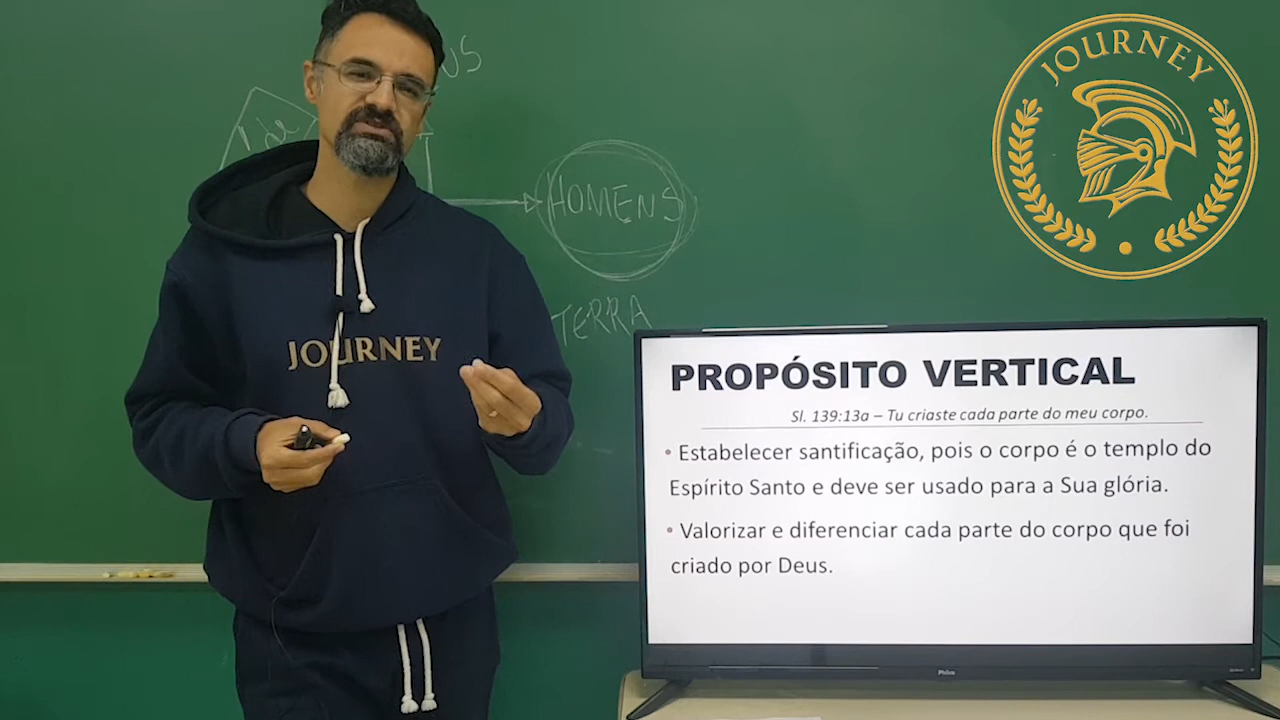 JOURNEY
HOMENS
TERRA
JOURNEY
PROPÓSITO VERTICAL
Sl. 139:13a – Tu criaste cada parte do meu corpo.
• Estabelecer santificação, pois o corpo é o templo do
Espírito Santo e deve ser usado para a Sua glória.
• Valorizar e diferenciar cada parte do corpo que foi
criado por Deus.
Philco